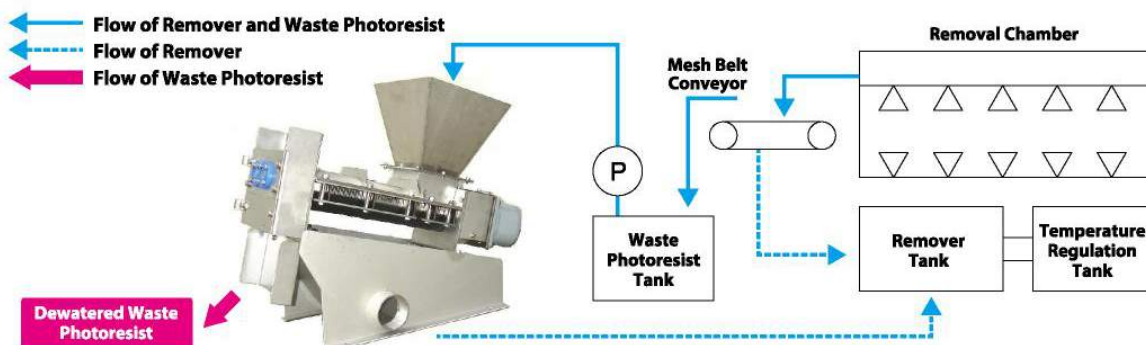 Flow of Remover and Waste Photoresist
Flow of Remover
Flow of Waste Photoresist
Removal Chamber
Mesh Belt
Conveyor
P
Waste
Photoresist
Tank
Remover
Tank
Temperature
Regulation
Tank
Dewatered Waste
Photoresist